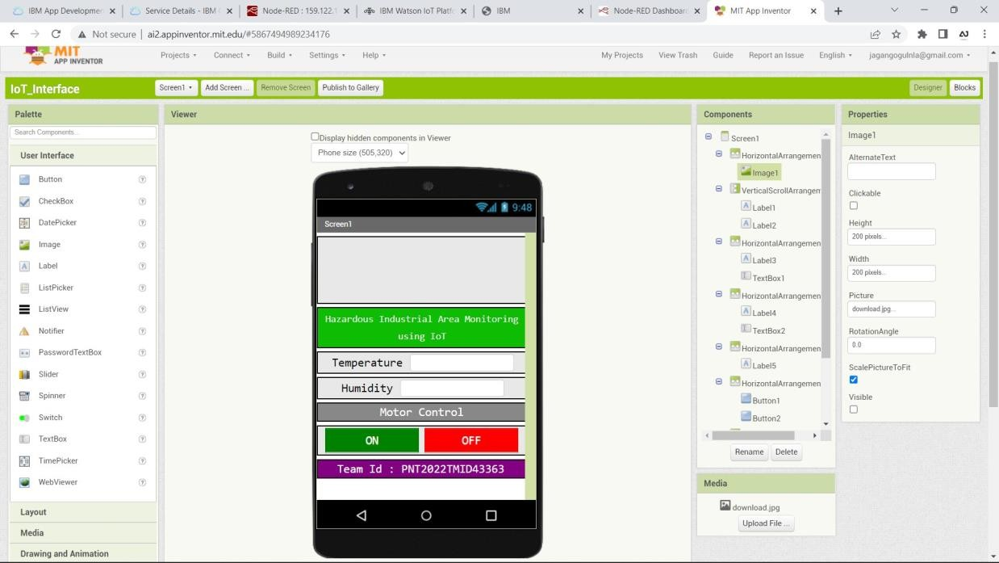 IBM App Developmen
Service Details - IBM
Node-RED : 159.122.1
IBM Watson IoT Platfo
IBM
Node-RED Dashboard
MIT App Inventor
Not secure | ai2.appinventor.mit.edu/#5867494989234176
MIT
APP INVENTOR
Projects
Connect
Build
Settings
Help
My Projects
View Trash
Guide
Report an Issue
English
jagangogulnla@gmail.com
IoT_Interface
Screen1
Add Screen ...
Remove Screen
Publish to Gallery
Designer
Blocks
Palette
Search Components...
User Interface
Button
CheckBox
DatePicker
Image
Label
ListPicker
ListView
Notifier
PasswordTextBox
Slider
Spinner
Switch
TextBox
TimePicker
WebViewer
Layout
Media
Drawing and Animation
Viewer
Display hidden components in Viewer
Phone size (505,320)
9:48
Screen1
Hazardous Industrial Area Monitoring
using IoT
Temperature
Humidity
Motor Control
ON
OFF
Team Id : PNT2022TMID43363
Components
Screen1
HorizontalArrangemen
Image1
VerticalScrollArrangem
Label1
Label2
HorizontalArrangemen
Label3
TextBox1
HorizontalArrangemen
Label4
TextBox2
HorizontalArrangemen
Label5
HorizontalArrangemen
Button1
Button2
Rename
Delete
Media
download.jpg
Upload File ...
Properties
Image1
AlternateText
Clickable
Height
200 pixels...
Width
200 pixels...
Picture
download.jpg...
RotationAngle
0.0
ScalePictureToFit
Visible